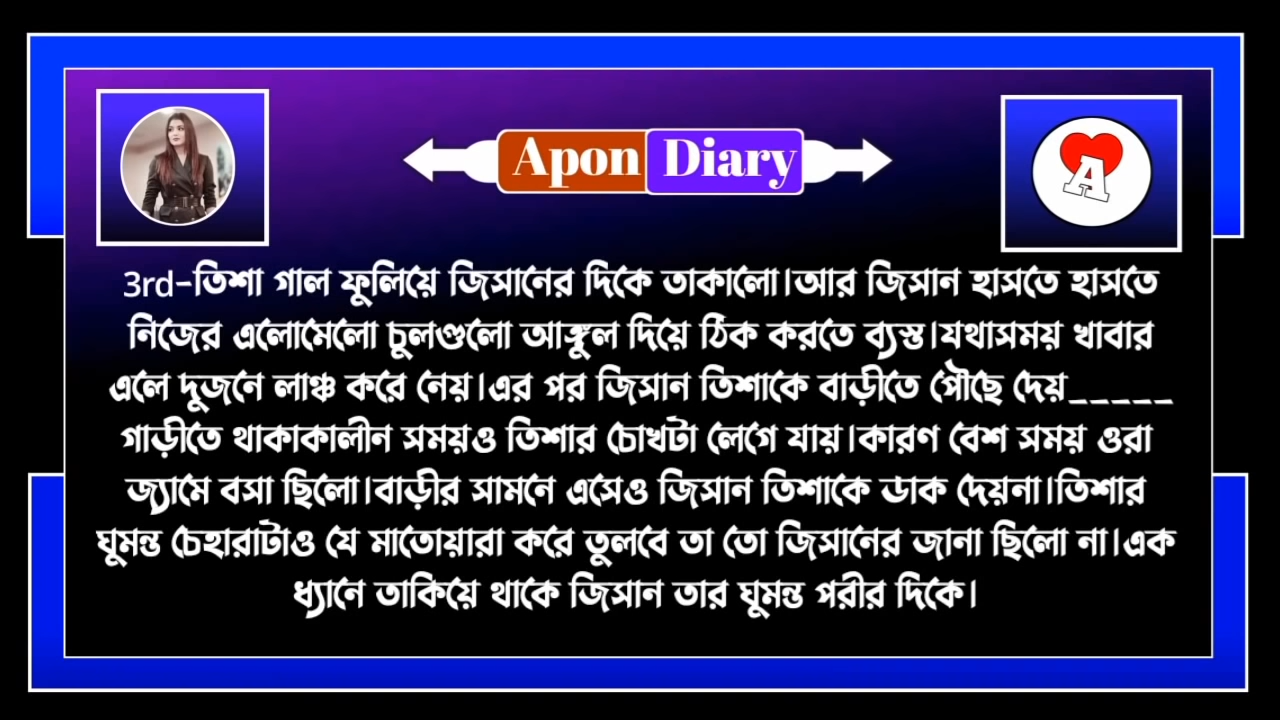 Apon Diary
A
3rd-তিশা গাল ফুলিয়ে জিসানের দিকে তাকালো।আর জিসান হাসতে হাসতে
নিজের এলোমেলো চুলগুলো আঙ্গুল দিয়ে ঠিক করতে ব্যস্ত।যথাসময় খাবার
এলে দুজনে লাঞ্চ করে নেয়।এর পর জিসান তিশাকে বাড়ীতে পৌছে দেয়_____
গাড়ীতে থাকাকালীন সময়ও তিশার চোখটা লেগে যায়।কারণ বেশ সময় ওরা
জ্যামে বসা ছিলো।বাড়ীর সামনে এসেও জিসান তিশাকে ডাক দেয়না।তিশার
ঘুমন্ত চেহারাটাও যে মাতোয়ারা করে তুলবে তা তো জিসানের জানা ছিলো না।এক
ধ্যানে তাকিয়ে থাকে জিসান তার ঘুমন্ত পরীর দিকে।